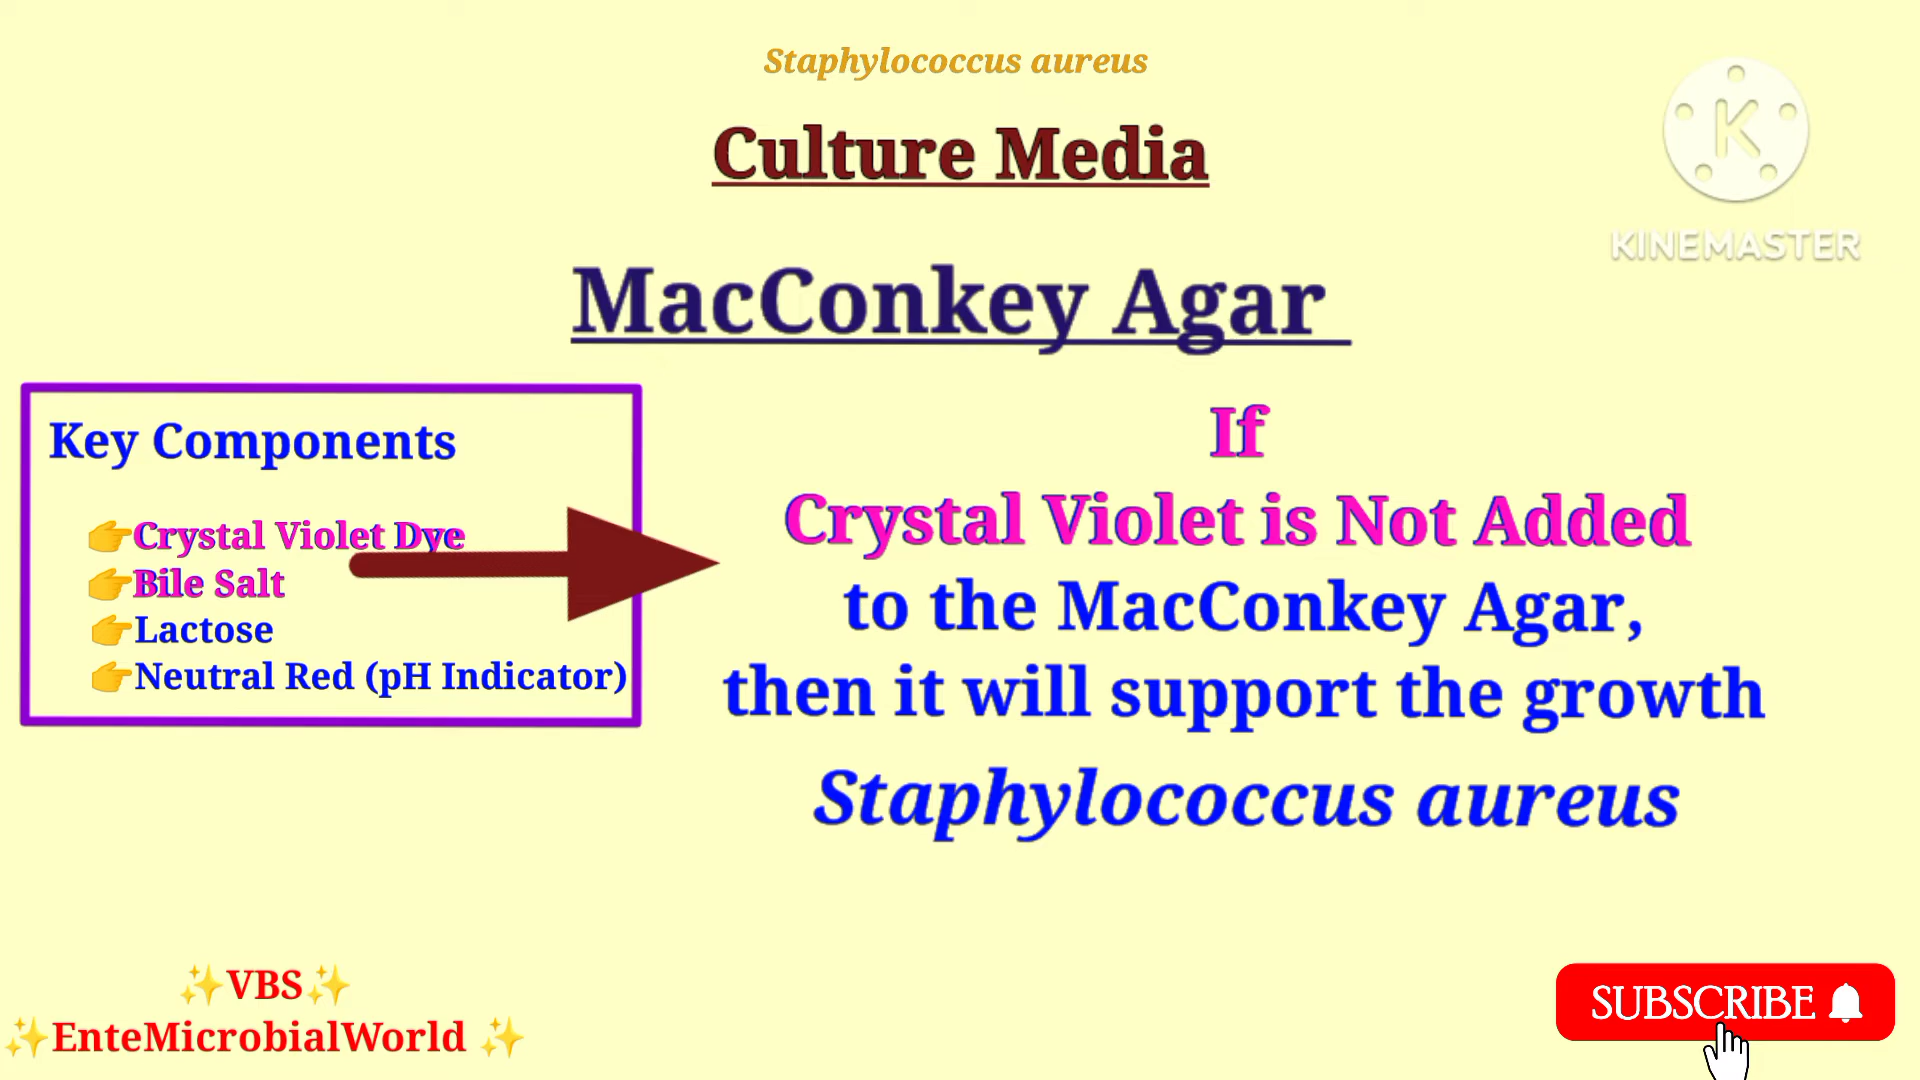 Staphylococcus aureus
Culture Media
K
KINEMASTER
MacConkey Agar
Key Components
👉Crystal Violet Dye
👉Bile Salt
👉Lactose
👉Neutral Red (pH Indicator)
If
Crystal Violet is Not Added
to the MacConkey Agar,
then it will support the growth
Staphylococcus aureus
✨VBS✨
✨EnteMicrobialWorld ✨
SUBSCRIBE